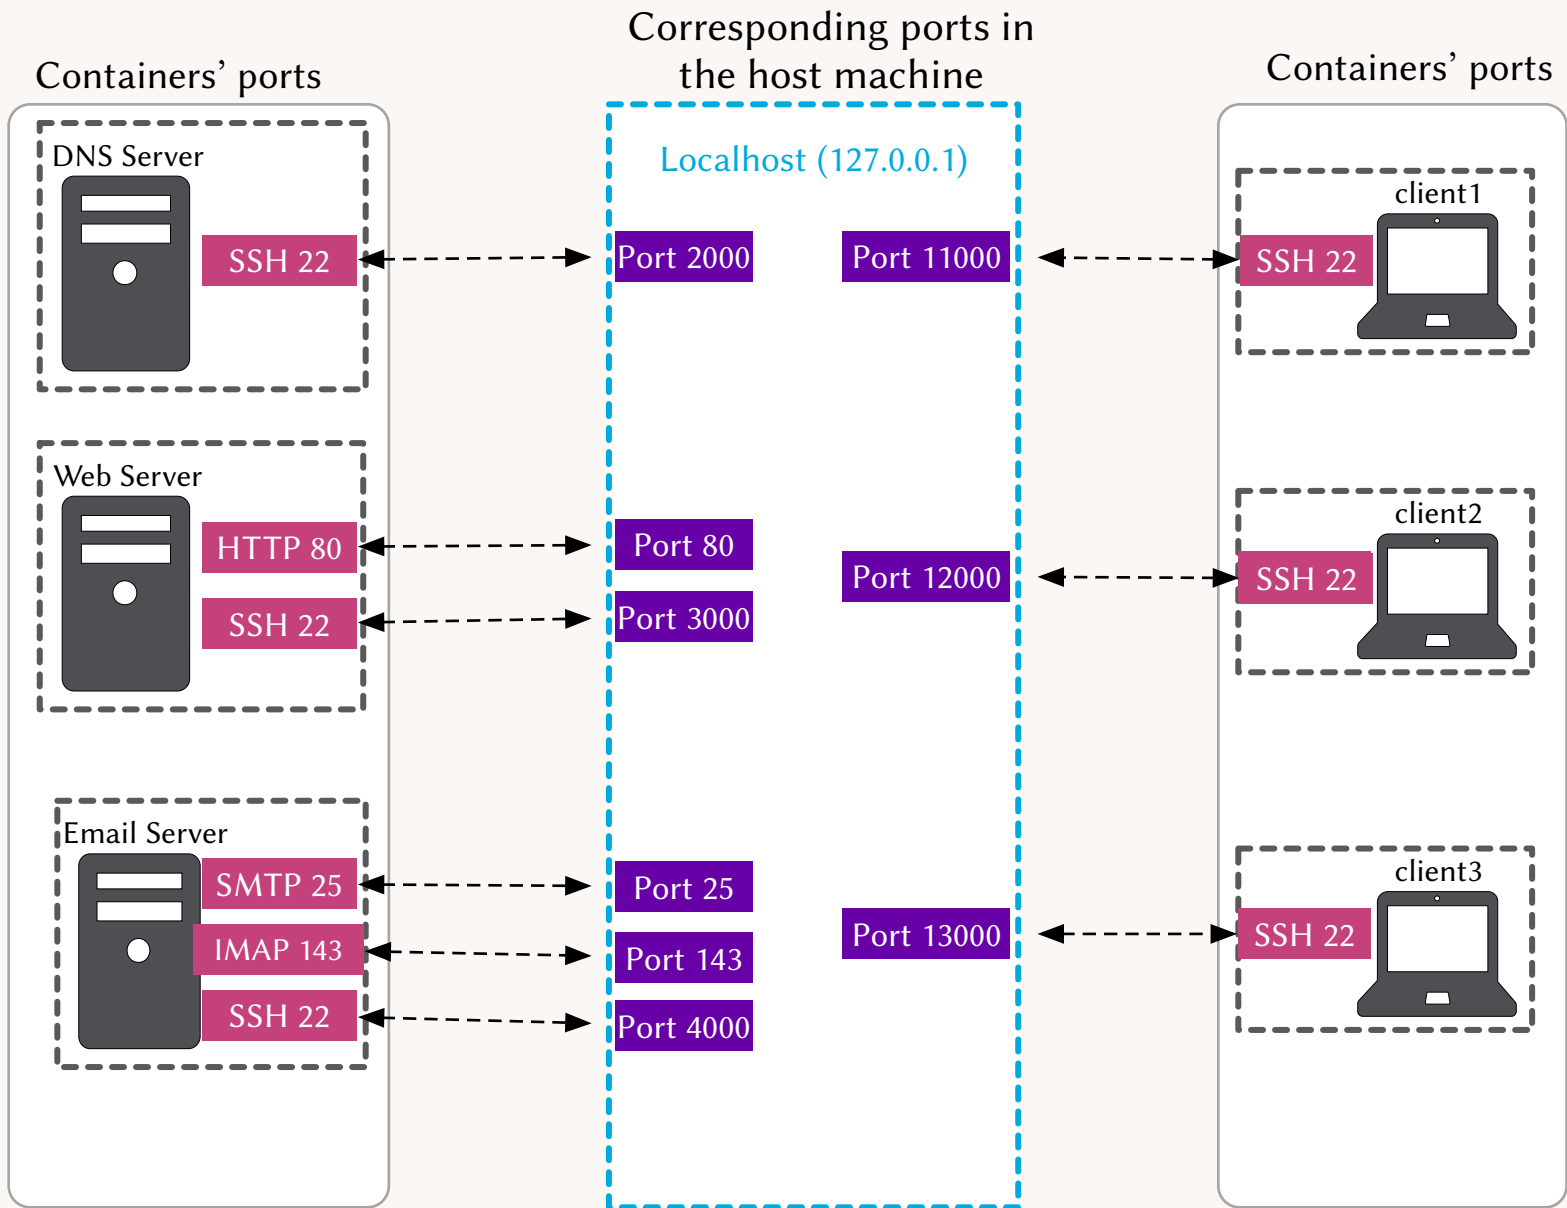 Containers’ ports
DNS Server
SSH 22
Web Server
HTTP 80
SSH 22
Email Server
SMTP 25
IMAP 143
SSH 22
Corresponding ports in
the host machine
Localhost (127.0.0.1)
Port 2000
Port 11000
Port 80
Port 12000
Port 3000
Port 25
Port 13000
Port 143
Port 4000
Containers’ ports
client1
SSH 22
client2
SSH 22
client3
SSH 22